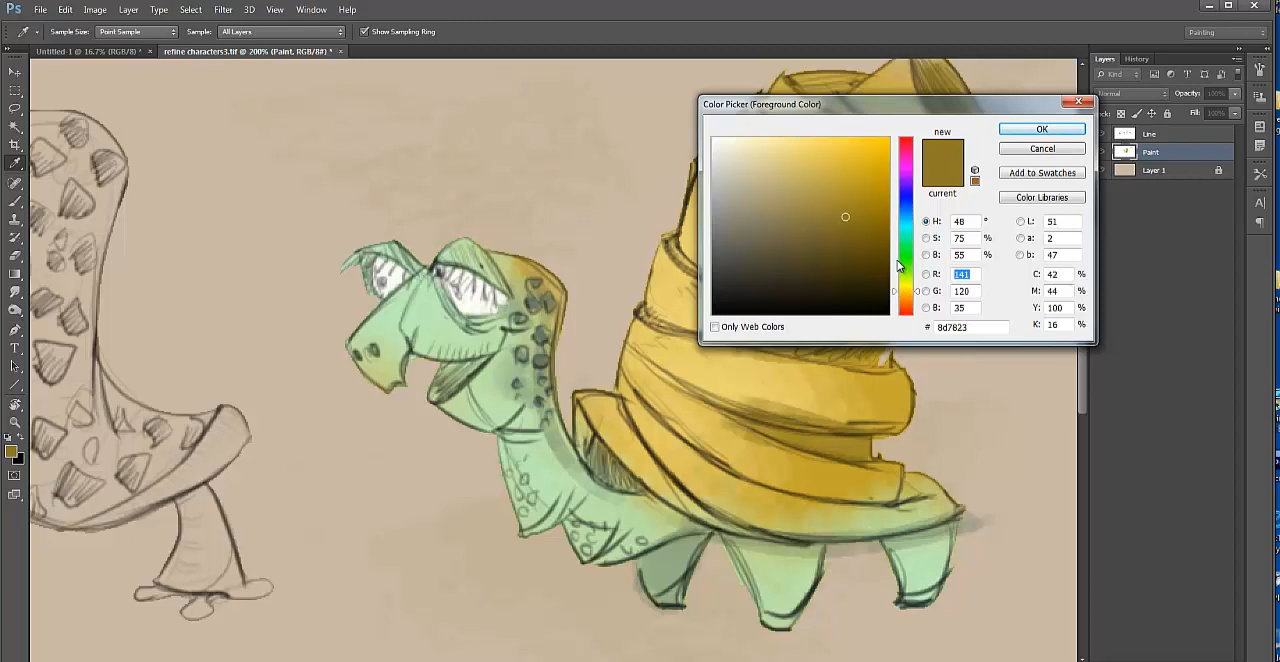 Ps File Edit Image Layer Type Select Filter 3D View Window Help
Sample Size: Point Sample Sample: All Layers Show Sampling Ring Painting
Untitled-1 @ 16.7% (RGB/8) * × refine characters3.tif @ 200% (Paint, RGB/8#) * ×
Layers History
Kind
Normal Opacity: 100%
Fill: 100%
Line
Paint
Layer 1
Color Picker (Foreground Color)
new
current
OK
Cancel
Add to Swatches
Color Libraries
H: 48 ° L: 51
S: 75 % a: 2
B: 55 % b: 47
R: 141 C: 42 %
G: 120 M: 44 %
B: 35 Y: 100 %
# 8d7823 K: 16 %
Only Web Colors